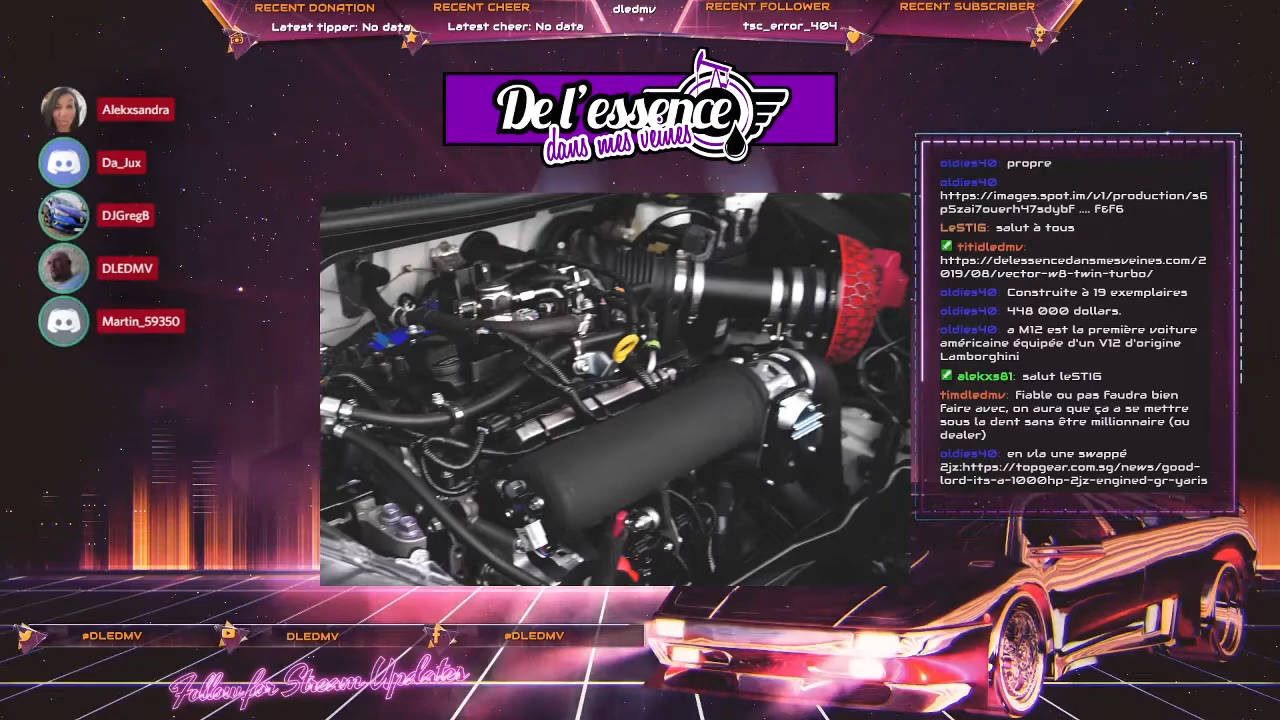 RECENT DONATION
Latest tipper: No data
RECENT CHEER
Latest cheer: No data
dledmv
RECENT FOLLOWER
tsc_error_404
RECENT SUBSCRIBER
De l'essence
dans mes veines
Alekxsandra
Da_Jux
DJGregB
DLEDMV
Martin_59350
oldies40: propre
oldies40:
https://images.spot.im/v1/production/s6
pSzai7ouerh47sdybf .... F&F6
LeSTIG: salut à tous
titidledmv:
https://delessencedansmesveines.com/2
019/08/vector-w8-twin-turbo/
oldies40: Construite à 19 exemplaires
oldies40: 448 000 dollars.
oldies40: a M12 est la première voiture
américaine équipée d'un V12 d'origine
Lamborghini
alekxs81: salut leSTIG
timdledmv: Fiable ou pas Faudra bien
Faire avec, on aura que ça a se mettre
sous la dent sans être millionnaire (ou
dealer)
oldies40: en vla une swappé
2jz:https://topgear.com.sg/news/good-
lord-its-a-1000hp-2jz-engined-gr-yaris
@DLEDMV
DLEDMV
@DLEDMV
Follow for Stream Updates